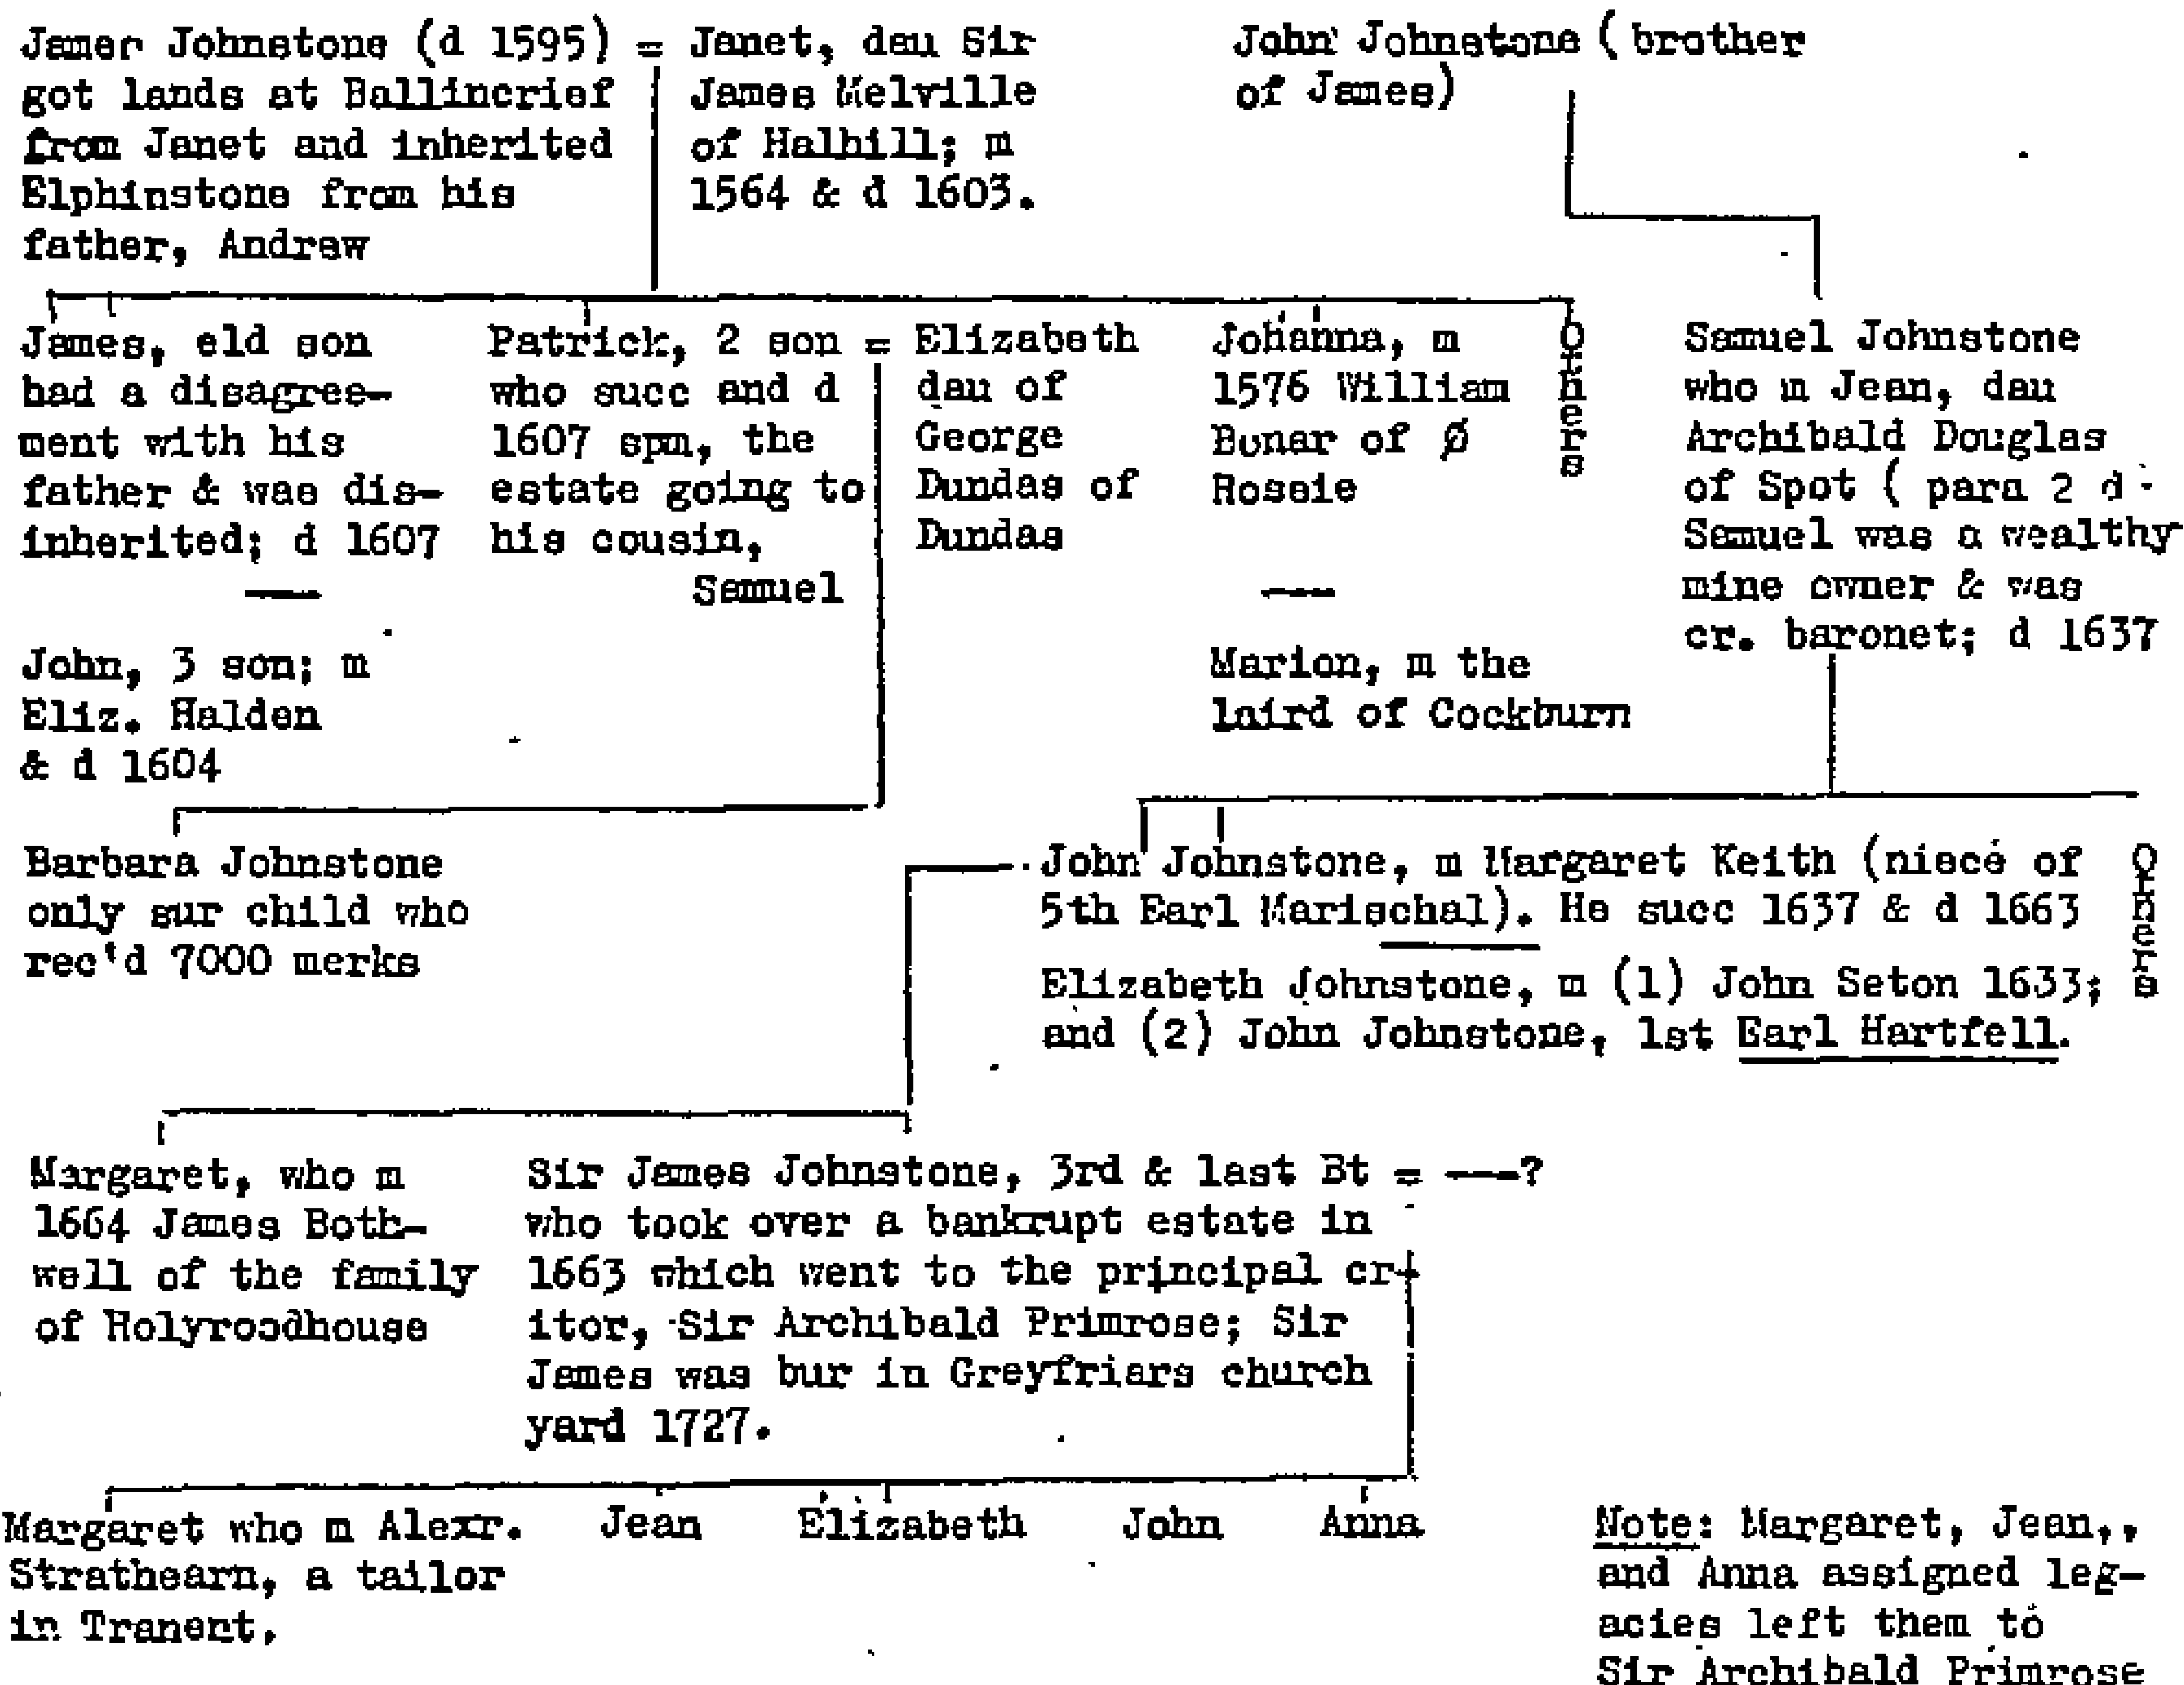 James Johnstone (d 1595) =
got lands at Ballincrief
from Janet and inherited
Elphinstone from his
father, Andrew
Janet, dau Sir
James Melville
of Halhill; m
1564 & d 1603.
John Johnstone (brother
of James)
James, eld son
had a disagree-
ment with his
father & was dis-
inherited; d 1607
John, 3 son; m
Eliz. Halden
& d 1604
Patrick, 2 son =
who succ and d
1607 spm, the
estate going to
his cousin,
Samuel
Elizabeth
dau of
George
Dundas of
Dundas
Johanna, m
1576 William
Bonar of Ø
Rossie
Marion, m the
laird of Cockburn
Others
Samuel Johnstone
who m Jean, dau
Archibald Douglas
of Spot ( para 2 d
Samuel was a wealthy
mine owner & was
cr. baronet; d 1637
Barbara Johnstone
only sur child who
rec'd 7000 merks
John Johnstone, m Margaret Keith (niece of
5th Earl Marischal). He succ 1637 & d 1663
Elizabeth Johnstone, m (1) John Seton 1633;
and (2) John Johnstone, 1st Earl Hartfell.
Others
Margaret, who m
1664 James Both-
well of the family
of Holyroodhouse
Sir James Johnstone, 3rd & last Bt = ----?
who took over a bankrupt estate in
1663 which went to the principal cr-
itor, Sir Archibald Primrose; Sir
James was bur in Greyfriars church
yard 1727.
Margaret who m Alexr.
Strathearn, a tailor
in Tranent.
Jean
Elizabeth
John
Anna
Note: Margaret, Jean,,
and Anna assigned leg-
acies left them to
Sir Archibald Primrose